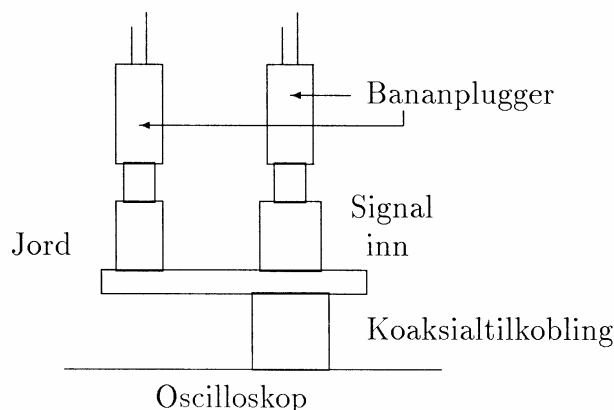 Bananplugger
Signal
inn
Jord
Koaksialtilkobling
Oscilloskop